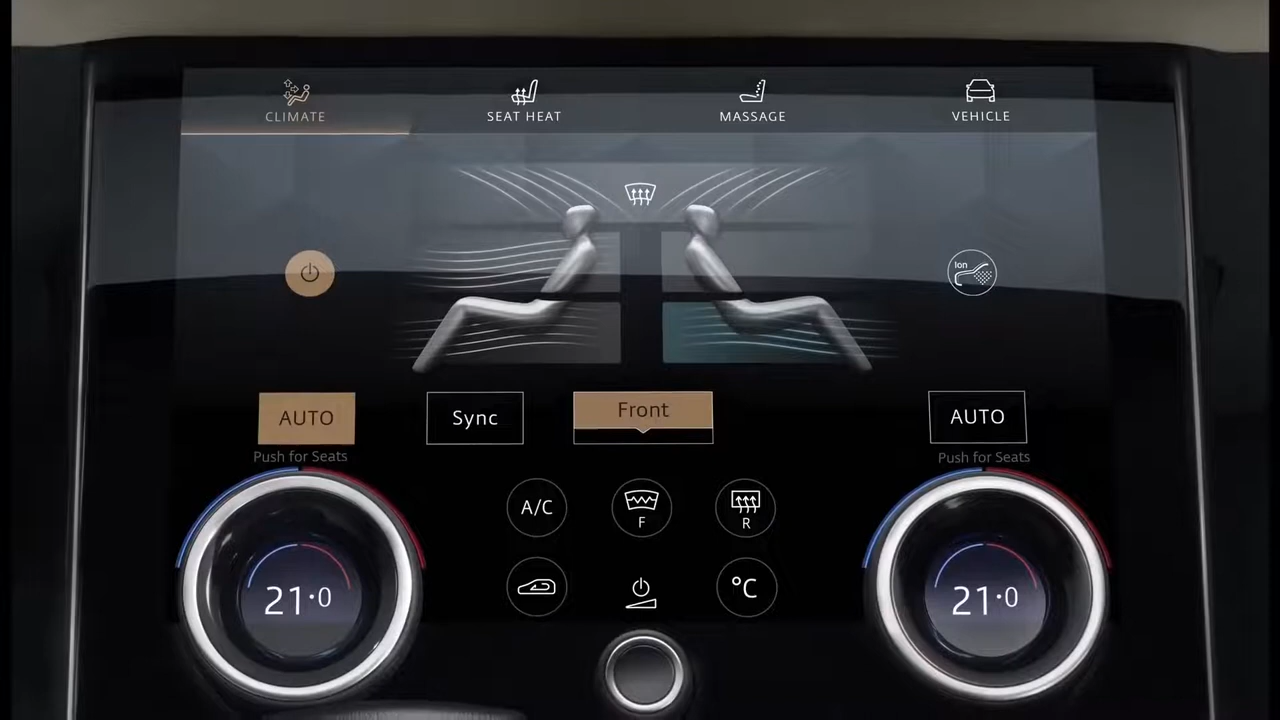 CLIMATE
SEAT HEAT
MASSAGE
VEHICLE
Ion
AUTO
Sync
Front
AUTO
Push for Seats
Push for Seats
A/C
F
R
°C
21·0
21·0